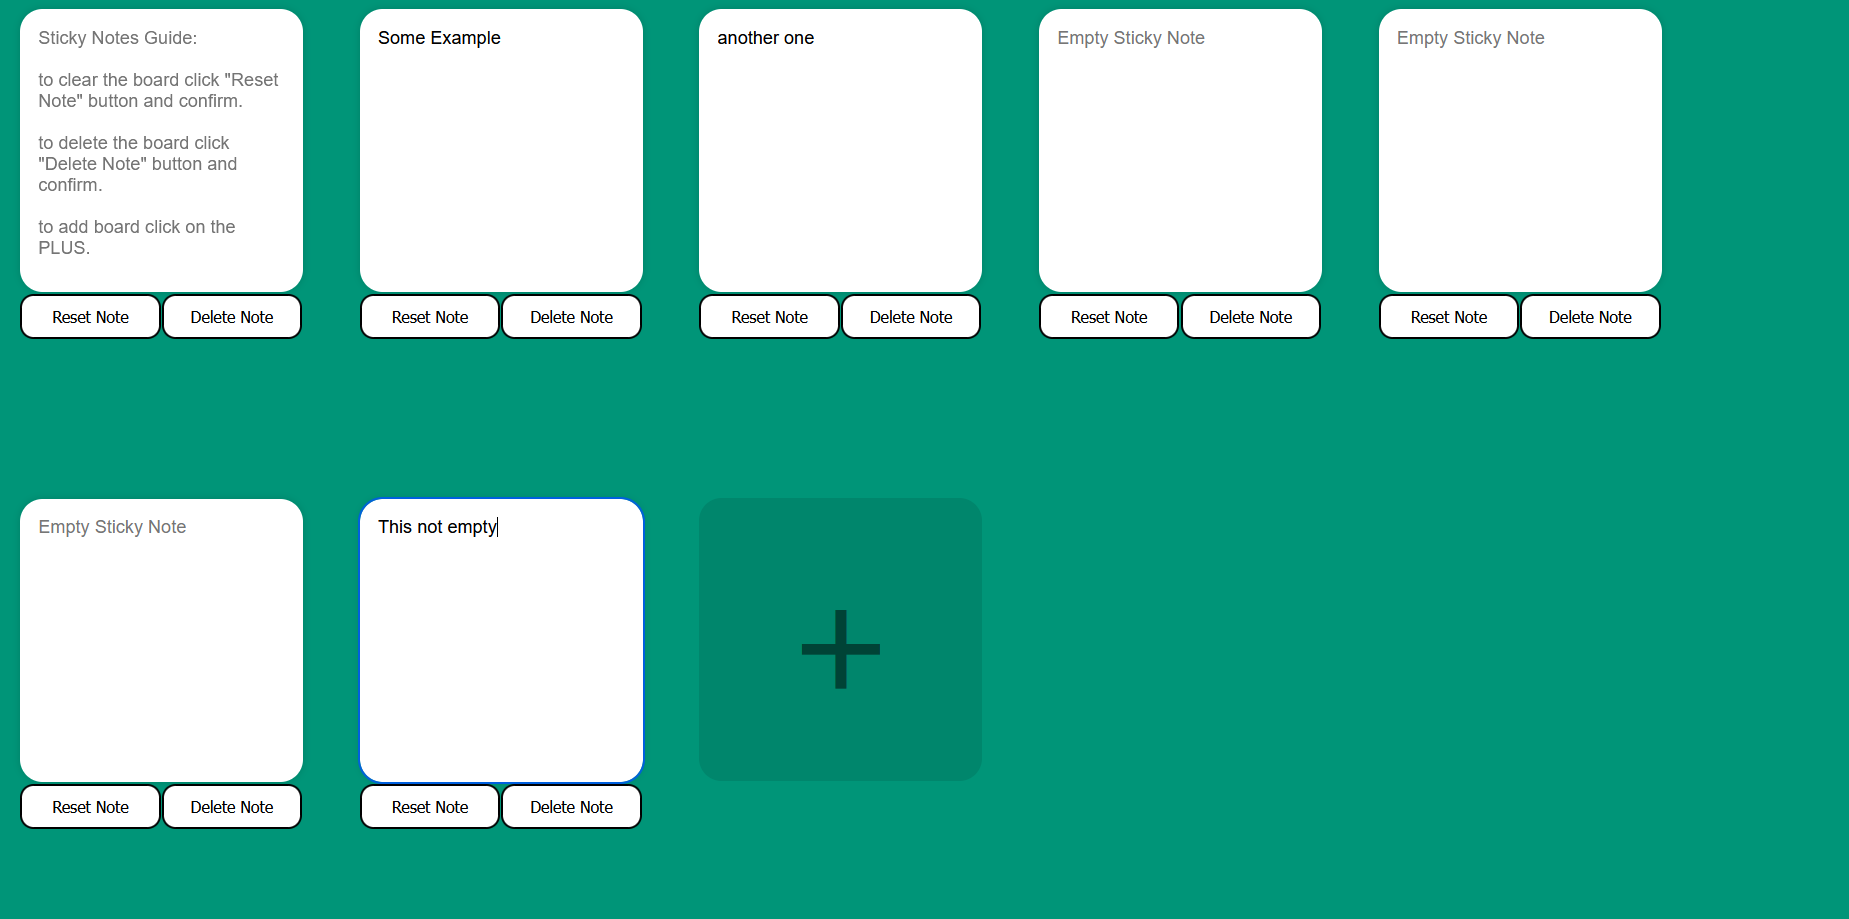 Sticky Notes Guide:
to clear the board click "Reset
Note" button and confirm.
to delete the board click
"Delete Note" button and
confirm.
to add board click on the
PLUS.
Reset Note
Delete Note
Some Example
Reset Note
Delete Note
another one
Reset Note
Delete Note
Empty Sticky Note
Reset Note
Delete Note
Empty Sticky Note
Reset Note
Delete Note
Empty Sticky Note
Reset Note
Delete Note
This not empty
Reset Note
Delete Note
+